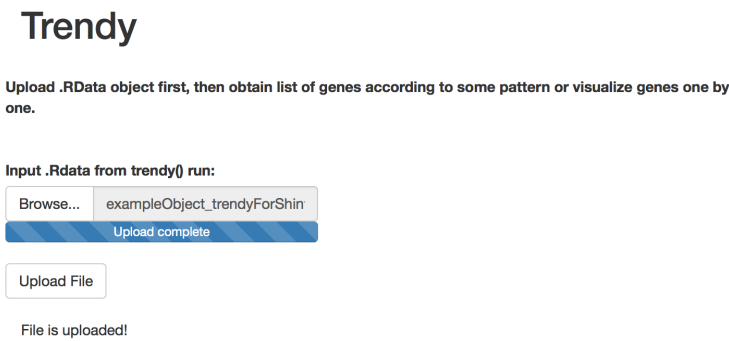 Trendy
Upload .RData object first, then obtain list of genes according to some pattern or visualize genes one by
one.
Input .Rdata from trendy() run:
Browse... exampleObject_trendyForShin
Upload complete
Upload File
File is uploaded!